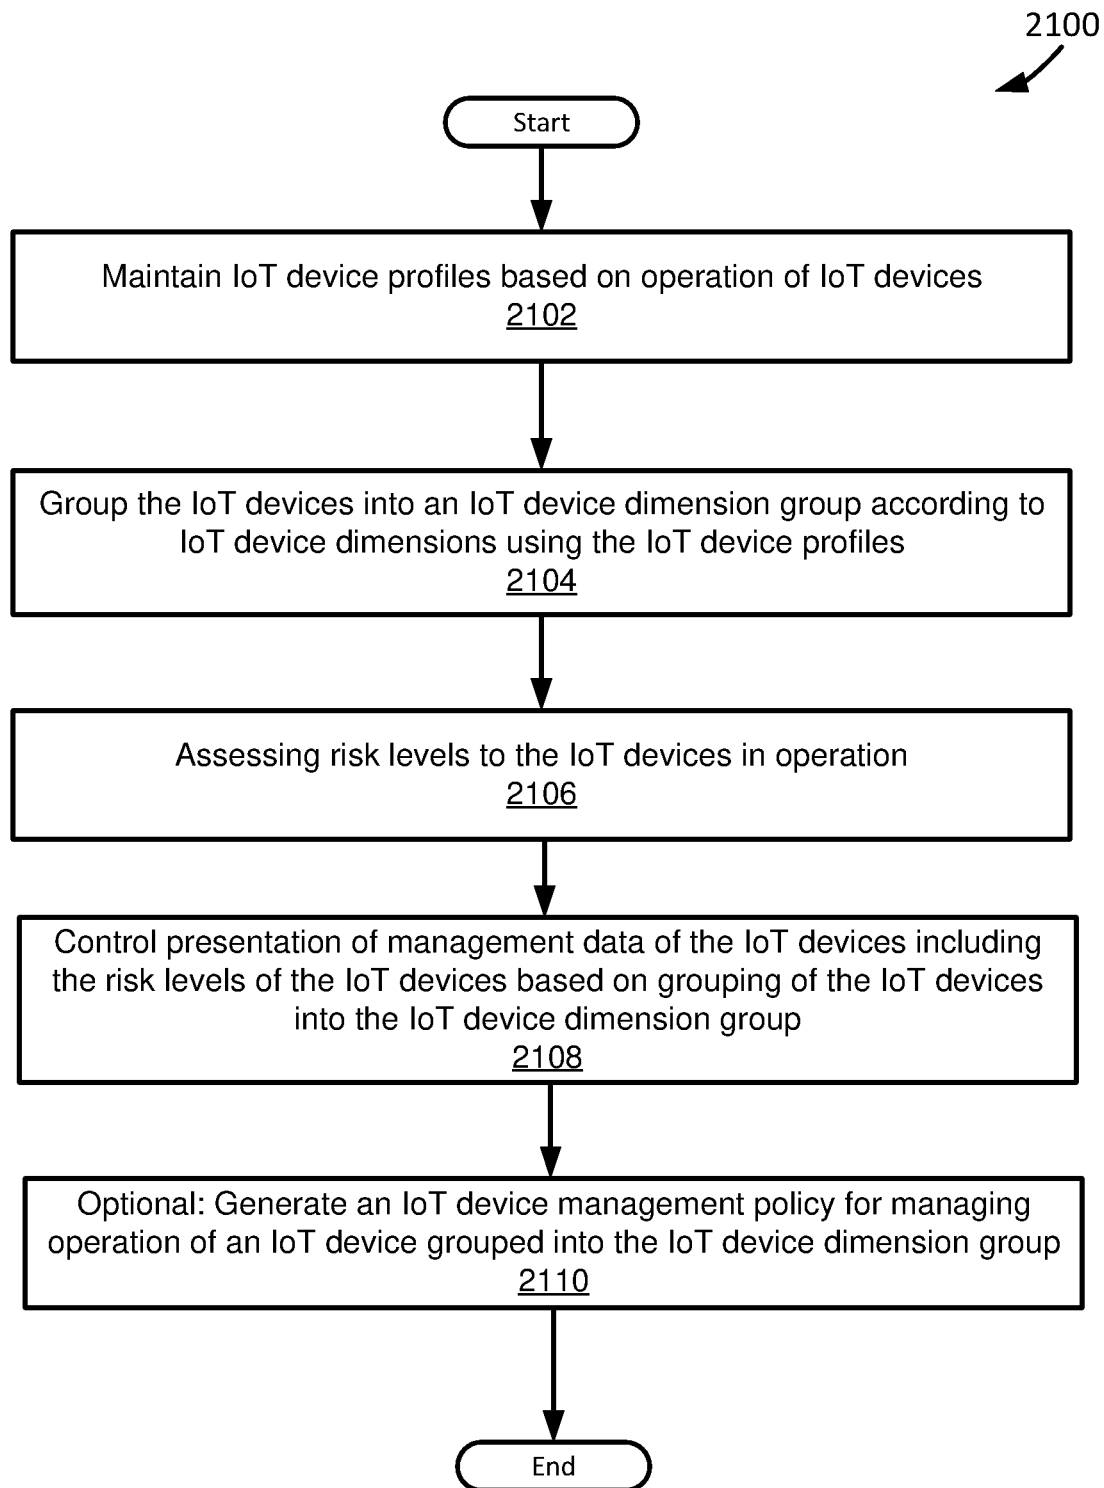 2100
Start
Maintain IoT device profiles based on operation of IoT devices
2102
Group the IoT devices into an IoT device dimension group according to
IoT device dimensions using the IoT device profiles
2104
Assessing risk levels to the IoT devices in operation
2106
Control presentation of management data of the IoT devices including
the risk levels of the IoT devices based on grouping of the IoT devices
into the IoT device dimension group
2108
Optional: Generate an IoT device management policy for managing
operation of an IoT device grouped into the IoT device dimension group
2110
End